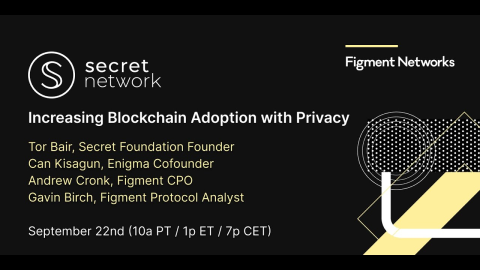 secret
network
Figment Networks
Increasing Blockchain Adoption with Privacy
Tor Bair, Secret Foundation Founder
Can Kisagun, Enigma Cofounder
Andrew Cronk, Figment CPO
Gavin Birch, Figment Protocol Analyst
September 22nd (10a PT / 1p ET / 7p CET)